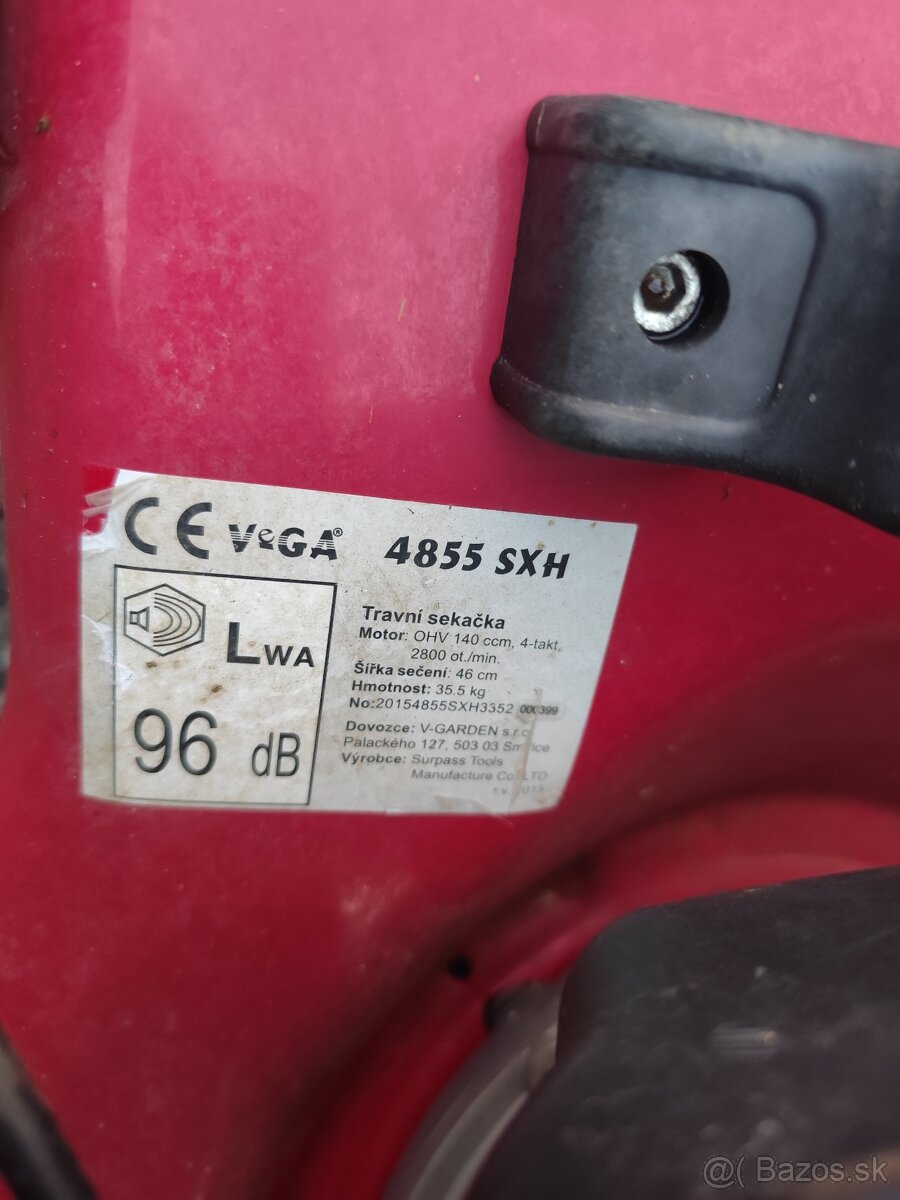 CE VeGA® 4855 SXH
LWA
96 dB
Travní sekačka
Motor: OHV 140 ccm, 4-takt,
2800 ot./min.
Šířka sečení: 46 cm
Hmotnost: 35.5 kg
No:20154855SXH3352 000399
Dovozce: V-GARDEN s.r.o
Palackého 127, 503 03 Smiřice
Výrobce: Surpass Tools
Manufacture Co. LTD
r.v.
@ Bazos.sk